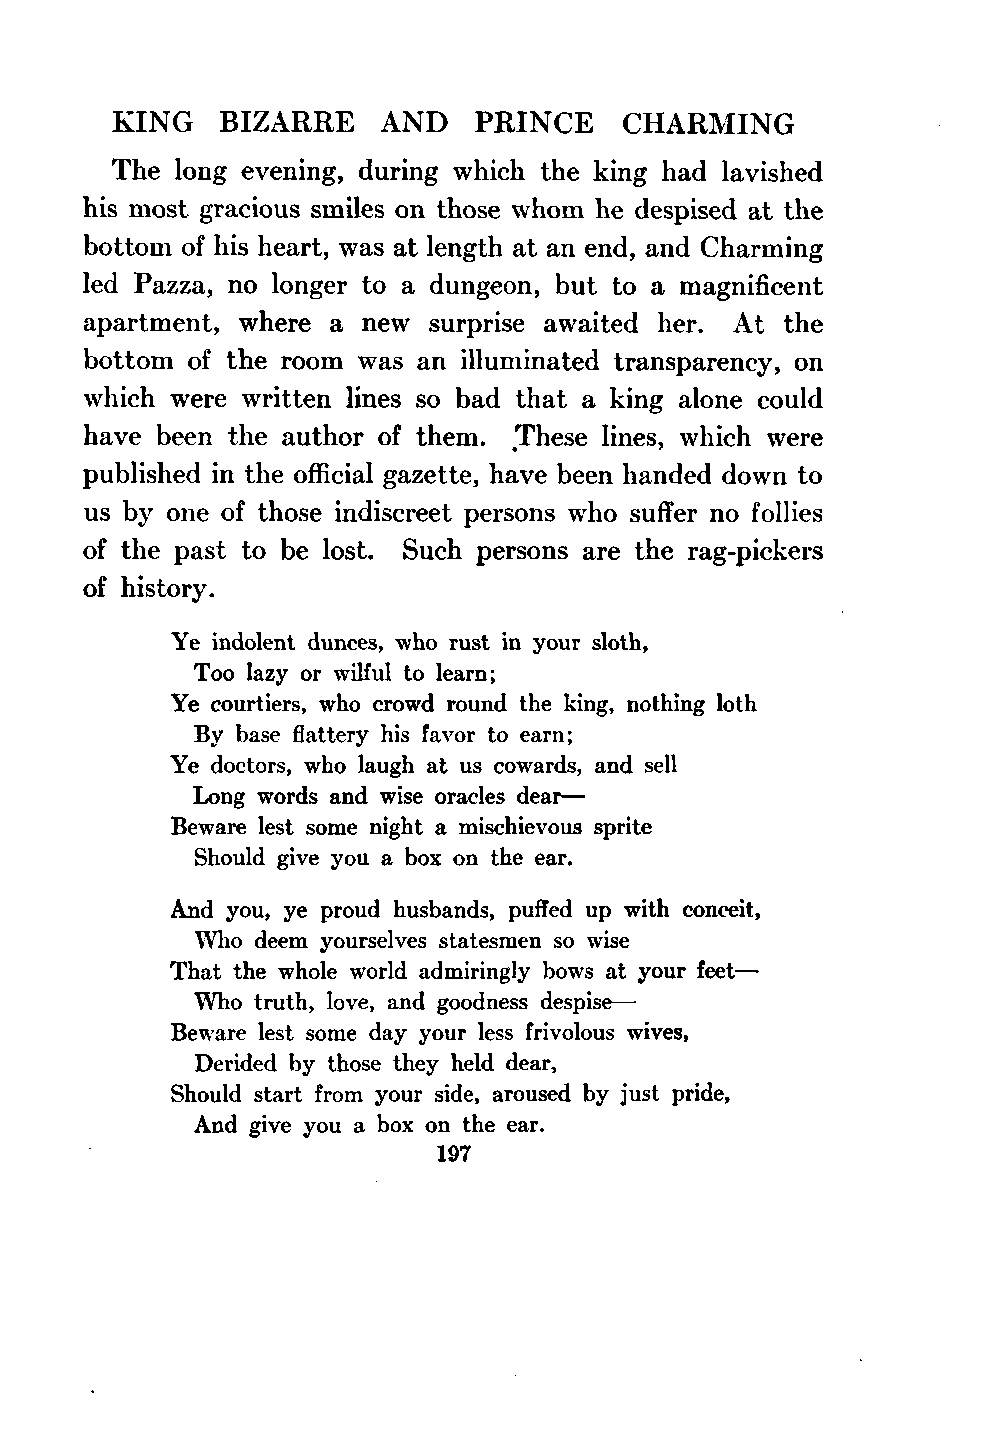 KING BIZARRE AND PRINCE CHARMING
The long evening, during which the king had lavished
his most gracious smiles on those whom he despised at the
bottom of his heart, was at length at an end, and Charming
led Pazza, no longer to a dungeon, but to a magnificent
apartment, where a new surprise awaited her. At the
bottom of the room was an illuminated transparency, on
which were written lines so bad that a king alone could
have been the author of them. These lines, which were
published in the official gazette, have been handed down to
us by one of those indiscreet persons who suffer no follies
of the past to be lost. Such persons are the rag-pickers
of history.
Ye indolent dunces, who rust in your sloth,
Too lazy or wilful to learn;
Ye courtiers, who crowd round the king, nothing loth
By base flattery his favor to earn;
Ye doctors, who laugh at us cowards, and sell
Long words and wise oracles dear—
Beware lest some night a mischievous sprite
Should give you a box on the ear.
And you, ye proud husbands, puffed up with conceit,
Who deem yourselves statesmen so wise
That the whole world admiringly bows at your feet—
Who truth, love, and goodness despise—
Beware lest some day your less frivolous wives,
Derided by those they held dear,
Should start from your side, aroused by just pride,
And give you a box on the ear.
197